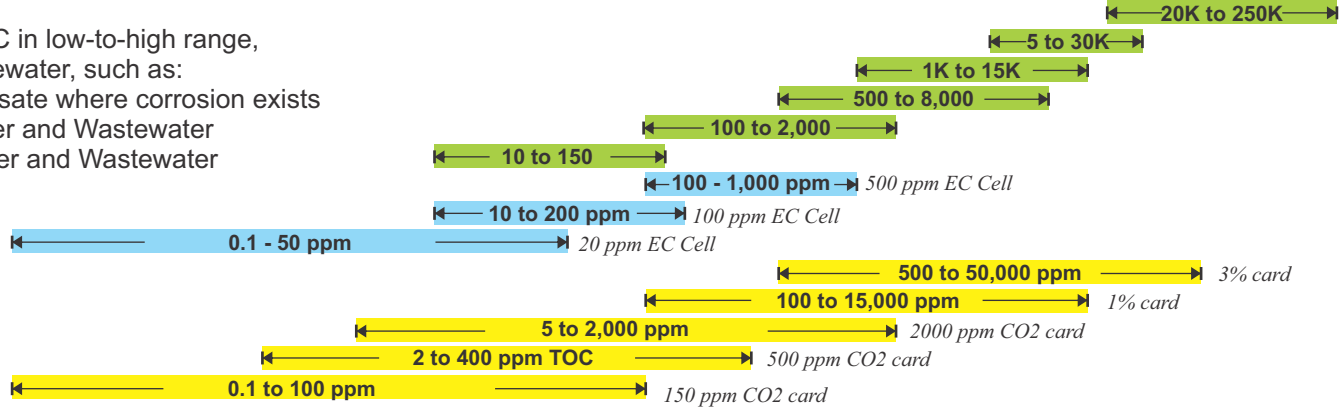 20K to 250K
C in low-to-high range,
5 to 30K
ewater, such as:
1K to 15K
sate where corrosion exists
500 to 8,000
er and Wastewater
100 to 2,000
er and Wastewater
10 to 150
100 - 1,000 ppm 500 ppm EC Cell
10 to 200 ppm 100 ppm EC Cell
0.1 - 50 ppm 20 ppm EC Cell
500 to 50,000 ppm 3% card
100 to 15,000 ppm 1% card
5 to 2,000 ppm 2000 ppm CO2 card
2 to 400 ppm TOC 500 ppm CO2 card
0.1 to 100 ppm 150 ppm CO2 card